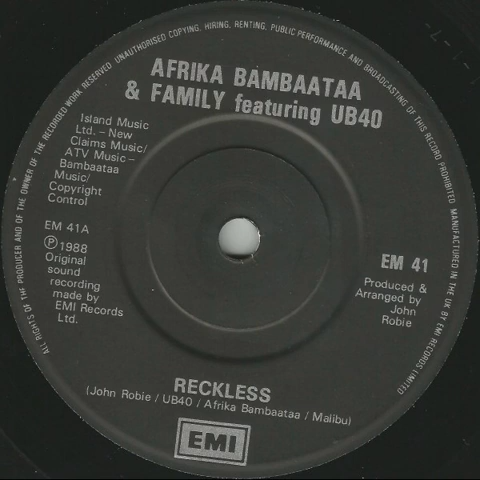 ALL RIGHTS OF THE PRODUCER AND OF THE OWNER OF THE RECORDED WORK RESERVED UNAUTHORISED COPYING, HIRING, RENTING, PUBLIC PERFORMANCE AND BROADCASTING OF THIS RECORD PROHIBITED MANUFACTURED IN THE UK BY EMI RECORDS LIMITED
AFRIKA BAMBAATAA
& FAMILY featuring UB40
Island Music
Ltd. – New
Claims Music/
ATV Music –
Bambaataa
Music/
Copyright
Control
EM 41A
Ⓟ 1988
Original
sound
recording
made by
EMI Records
Ltd.
EM 41
Produced &
Arranged by
John
Robie
RECKLESS
(John Robie / UB40 / Afrika Bambaataa / Malibu)
EMI